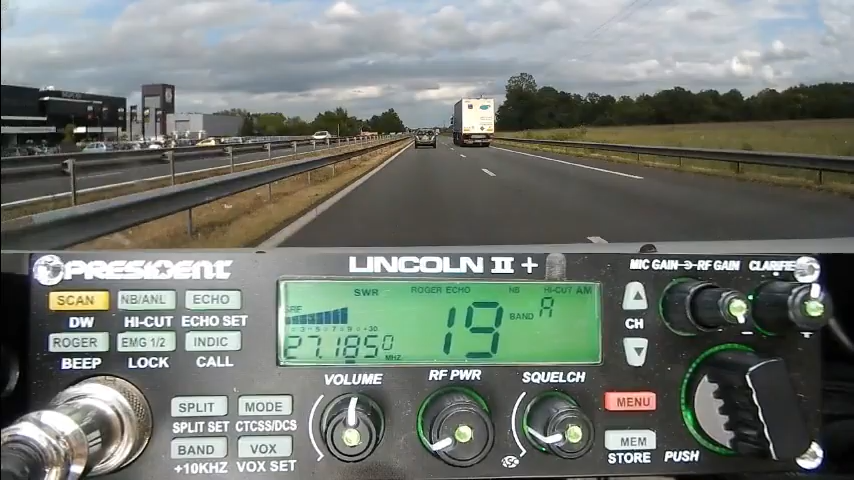 PRESIDENT
LINCOLN II +
MIC GAIN RF GAIN CLARIFIE
SCAN NB/ANL ECHO
DW HI-CUT ECHO SET
ROGER EMG 1/2 INDIC
BEEP LOCK CALL
SWR ROGER ECHO NB HI-CUT AM
19 BAND A
27.1850 MHZ
CH
VOLUME RF PWR SQUELCH
SPLIT MODE
SPLIT SET CTCSS/DCS
BAND VOX
+10KHZ VOX SET
MENU
MEM
STORE PUSH